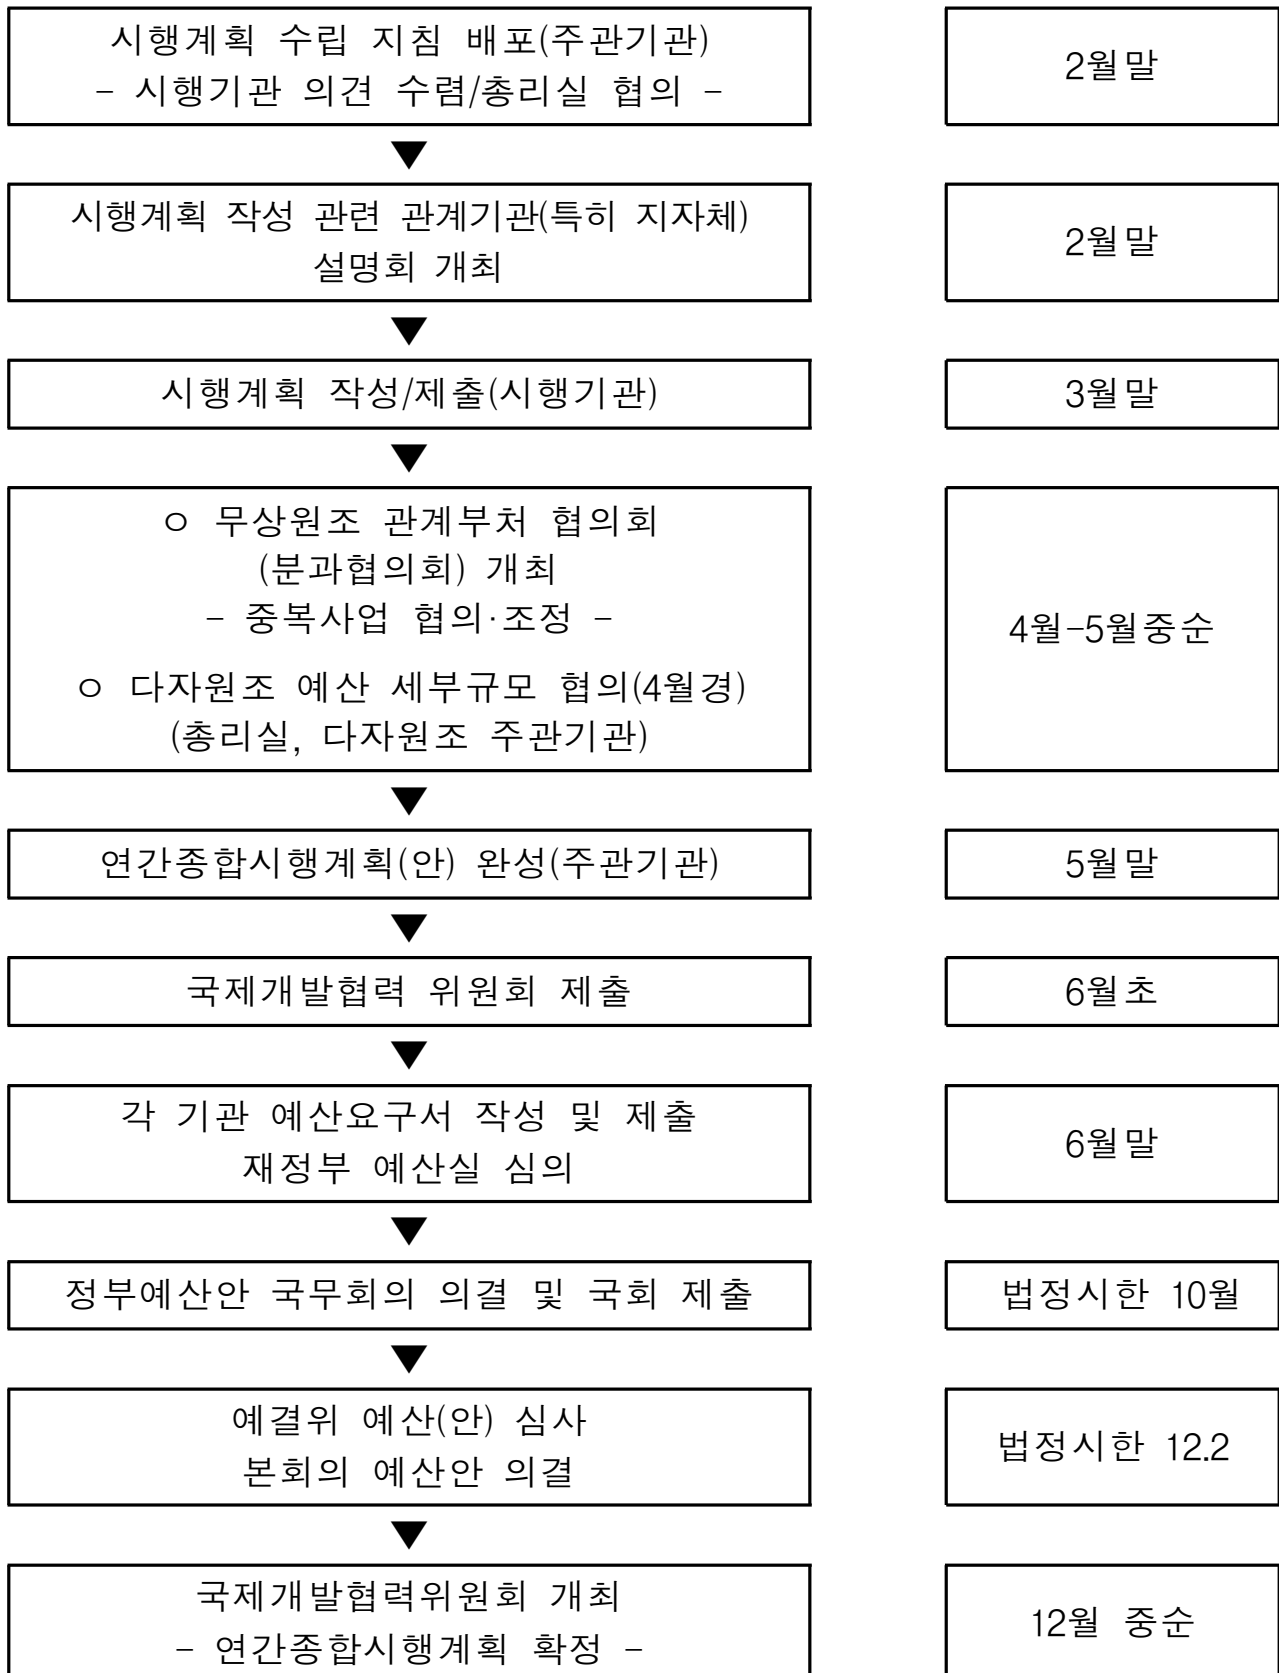 시행계획 수립 지침 배포(주관기관)
- 시행기관 의견 수렴/총리실 협의 -
2월말
시행계획 작성 관련 관계기관(특히 지자체)
설명회 개최
2월말
시행계획 작성/제출(시행기관)
3월말
ㅇ 무상원조 관계부처 협의회
(분과협의회) 개최
- 중복사업 협의·조정 -
ㅇ 다자원조 예산 세부규모 협의(4월경)
(총리실, 다자원조 주관기관)
4월-5월중순
연간종합시행계획(안) 완성(주관기관)
5월말
국제개발협력 위원회 제출
6월초
각 기관 예산요구서 작성 및 제출
재정부 예산실 심의
6월말
정부예산안 국무회의 의결 및 국회 제출
법정시한 10월
예결위 예산(안) 심사
본회의 예산안 의결
법정시한 12.2
국제개발협력위원회 개최
- 연간종합시행계획 확정 -
12월 중순